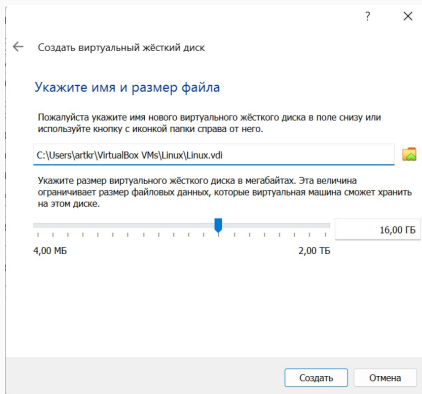 ?
Создать виртуальный жёсткий диск
Укажите имя и размер файла
Пожалуйста укажите имя нового виртуального жёсткого диска в поле снизу или
используйте кнопку с иконкой папки справа от него.
C:\Users\artkr\VirtualBox VMs\Linux\Linux.vdi
Укажите размер виртуального жёсткого диска в мегабайтах. Эта величина
ограничивает размер файловых данных, которые виртуальная машина сможет хранить
на этом диске.
16,00 ГБ
4,00 МБ 2,00 ТБ
Создать Отмена